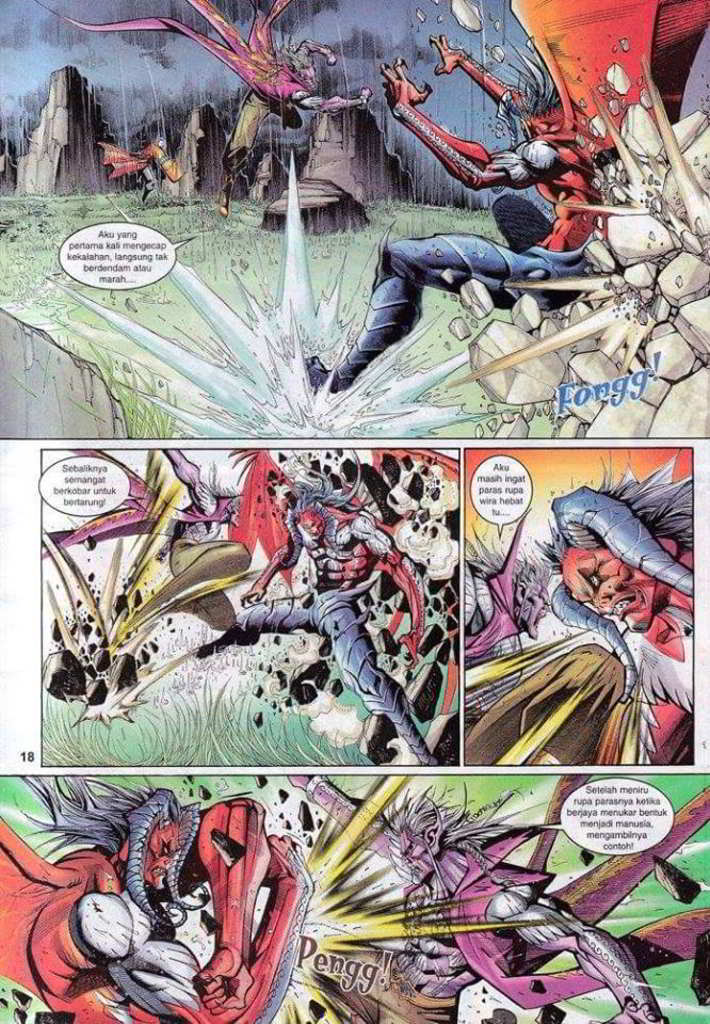 Aku yang
pertama kali mengecap
kekalahan, langsung tak
berdendam atau
marah....
Fongg!
Sebaliknya
semangat
berkobar untuk
bertarung!
Aku
masih ingat
paras rupa
wira hebat
tu....
18
Setelah meniru
rupa parasnya ketika
berjaya menukar bentuk
menjadi manusia,
mengambilnya
contoh!
Pengg!